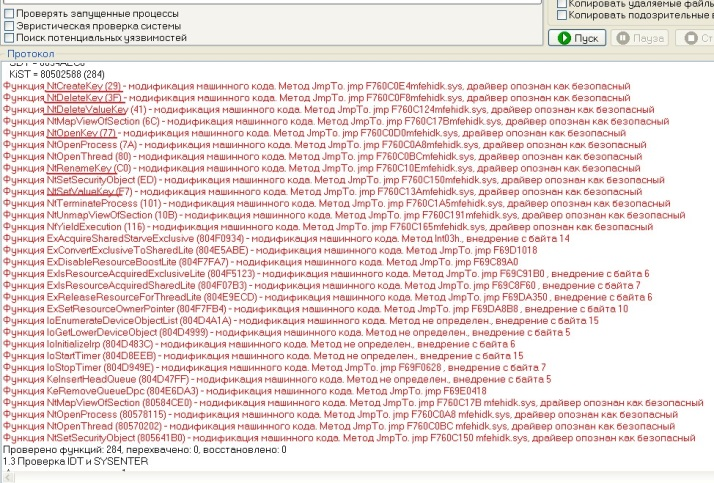 Проверять запущенные процессы
Эвристическая проверка системы
Поиск потенциальных уязвимостей
Копировать удаляемые файлы
Копировать подозрительные в
Пуск
Пауза
Ст
Протокол
KiST = 80502588 (284)
Функция NtCreateKey (29) - модификация машинного кода. Метод JmpTo. jmp F760C0E4mfehidk.sys, драйвер опознан как безопасный
Функция NtDeleteKey (3F) - модификация машинного кода. Метод JmpTo. jmp F760C0F8mfehidk.sys, драйвер опознан как безопасный
Функция NtDeleteValueKey (41) - модификация машинного кода. Метод JmpTo. jmp F760C124mfehidk.sys, драйвер опознан как безопасный
Функция NtMapViewOfSection (6C) - модификация машинного кода. Метод JmpTo. jmp F760C17Bmfehidk.sys, драйвер опознан как безопасный
Функция NtOpenKey (77) - модификация машинного кода. Метод JmpTo. jmp F760C0D0mfehidk.sys, драйвер опознан как безопасный
Функция NtOpenProcess (7A) - модификация машинного кода. Метод JmpTo. jmp F760C0A8mfehidk.sys, драйвер опознан как безопасный
Функция NtOpenThread (80) - модификация машинного кода. Метод JmpTo. jmp F760C0BCmfehidk.sys, драйвер опознан как безопасный
Функция NtRenameKey (C0) - модификация машинного кода. Метод JmpTo. jmp F760C10Emfehidk.sys, драйвер опознан как безопасный
Функция NtSetSecurityObject (ED) - модификация машинного кода. Метод JmpTo. jmp F760C150mfehidk.sys, драйвер опознан как безопасный
Функция NtSetValueKey (F7) - модификация машинного кода. Метод JmpTo. jmp F760C13Amfehidk.sys, драйвер опознан как безопасный
Функция NtTerminateProcess (101) - модификация машинного кода. Метод JmpTo. jmp F760C1A5mfehidk.sys, драйвер опознан как безопасный
Функция NtUnmapViewOfSection (10B) - модификация машинного кода. Метод JmpTo. jmp F760C191mfehidk.sys, драйвер опознан как безопасный
Функция NtYieldExecution (116) - модификация машинного кода. Метод JmpTo. jmp F760C165mfehidk.sys, драйвер опознан как безопасный
Функция ExAcquireSharedStarveExclusive (804F0934) - модификация машинного кода. Метод Int03h., внедрение с байта 14
Функция ExConvertExclusiveToSharedLite (804E5ABE) - модификация машинного кода. Метод JmpTo. jmp F69D1018
Функция ExDisableResourceBoostLite (804F7FA7) - модификация машинного кода. Метод JmpTo. jmp F69C89A0
Функция ExIsResourceAcquiredExclusiveLite (804F5123) - модификация машинного кода. Метод JmpTo. jmp F69C91B0 , внедрение с байта 6
Функция ExIsResourceAcquiredSharedLite (804F07B3) - модификация машинного кода. Метод JmpTo. jmp F69C8F60 , внедрение с байта 7
Функция ExReleaseResourceForThreadLite (804E9ECD) - модификация машинного кода. Метод JmpTo. jmp F69DA350 , внедрение с байта 6
Функция ExSetResourceOwnerPointer (804F7FB4) - модификация машинного кода. Метод JmpTo. jmp F69DA8B8 , внедрение с байта 10
Функция IoEnumerateDeviceObjectList (804D4A1A) - модификация машинного кода. Метод не определен., внедрение с байта 15
Функция IoGetLowerDeviceObject (804D4999) - модификация машинного кода. Метод не определен., внедрение с байта 5
Функция IoInitializeIrp (804D483C) - модификация машинного кода. Метод не определен., внедрение с байта 6
Функция IoStartTimer (804D8EEB) - модификация машинного кода. Метод не определен., внедрение с байта 15
Функция IoStopTimer (804D949E) - модификация машинного кода. Метод JmpTo. jmp F69F0628 , внедрение с байта 7
Функция KeInsertHeadQueue (804D47FF) - модификация машинного кода. Метод не определен., внедрение с байта 5
Функция KeRemoveQueueDpc (804E6DA3) - модификация машинного кода. Метод JmpTo. jmp F69E0418
Функция NtMapViewOfSection (80584CE0) - модификация машинного кода. Метод JmpTo. jmp F760C17B mfehidk.sys, драйвер опознан как безопасный
Функция NtOpenProcess (80578115) - модификация машинного кода. Метод JmpTo. jmp F760C0A8 mfehidk.sys, драйвер опознан как безопасный
Функция NtOpenThread (80570202) - модификация машинного кода. Метод JmpTo. jmp F760C0BC mfehidk.sys, драйвер опознан как безопасный
Функция NtSetSecurityObject (805641B0) - модификация машинного кода. Метод JmpTo. jmp F760C150 mfehidk.sys, драйвер опознан как безопасный
Проверено функций: 284, перехвачено: 0, восстановлено: 0
1.3 Проверка IDT и SYSENTER